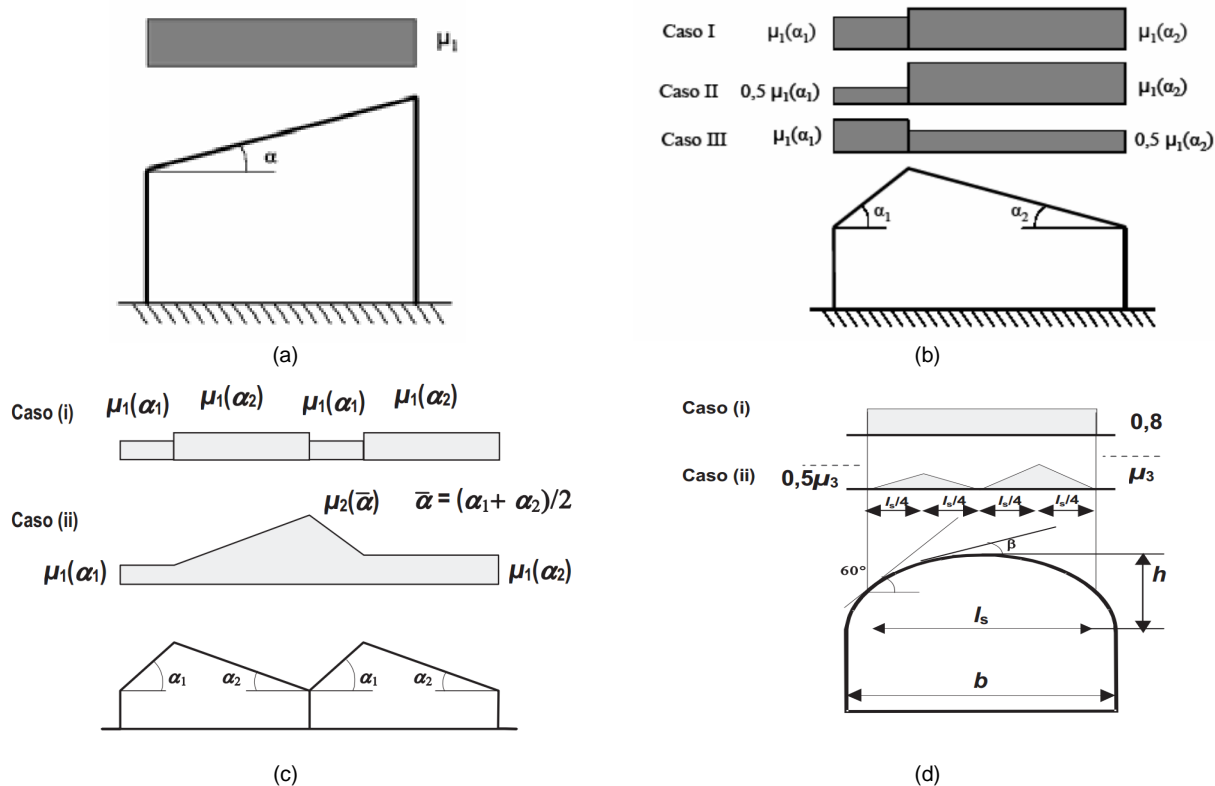 μ₁
α
(a)
Caso I μ₁(α₁) μ₁(α₂)
Caso II 0,5 μ₁(α₁) μ₁(α₂)
Caso III μ₁(α₁) 0,5 μ₁(α₂)
α₁ α₂
(b)
Caso (i) μ₁(α₁) μ₁(α₂) μ₁(α₁) μ₁(α₂)
Caso (ii) μ₂(ᾱ) ᾱ = (α₁+ α₂)/2
μ₁(α₁) μ₁(α₂)
α₁ α₂ α₁ α₂
(c)
Caso (i) 0,8
Caso (ii) 0,5μ₃ μ₃
lₛ/4 lₛ/4 lₛ/4 lₛ/4
β
60° h
lₛ
b
(d)